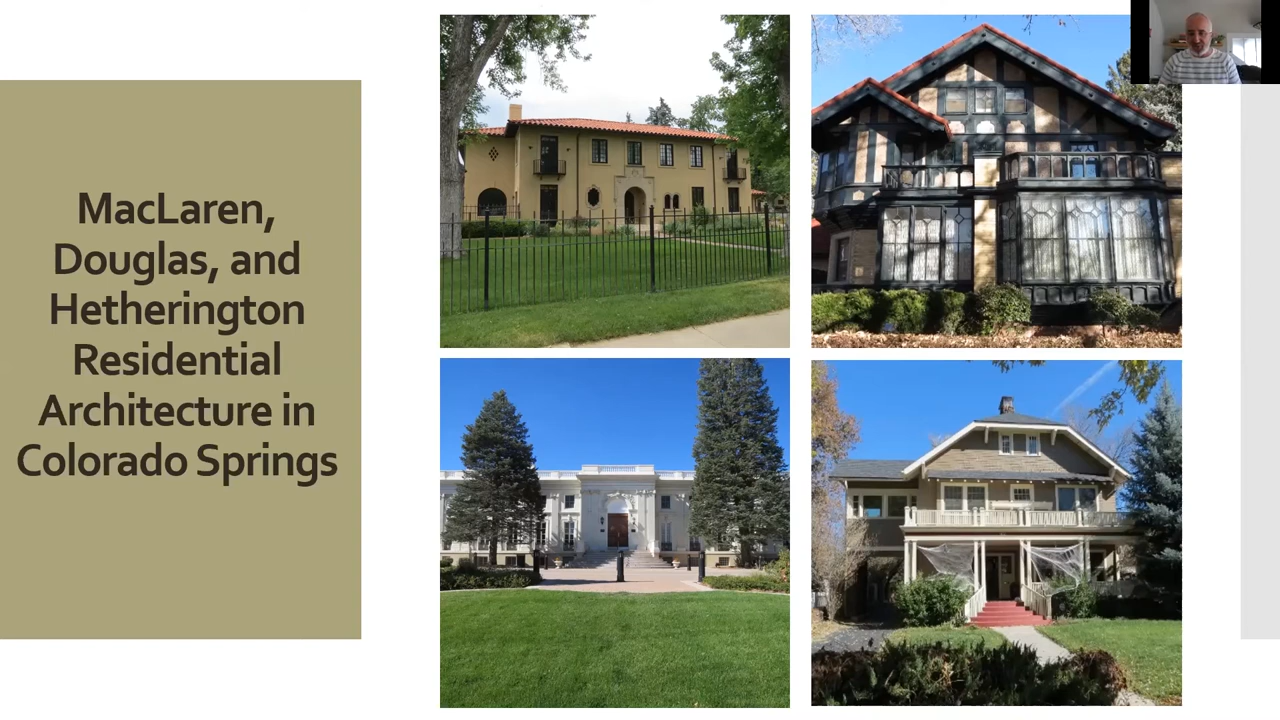 MacLaren,
Douglas, and
Hetherington
Residential
Architecture in
Colorado Springs